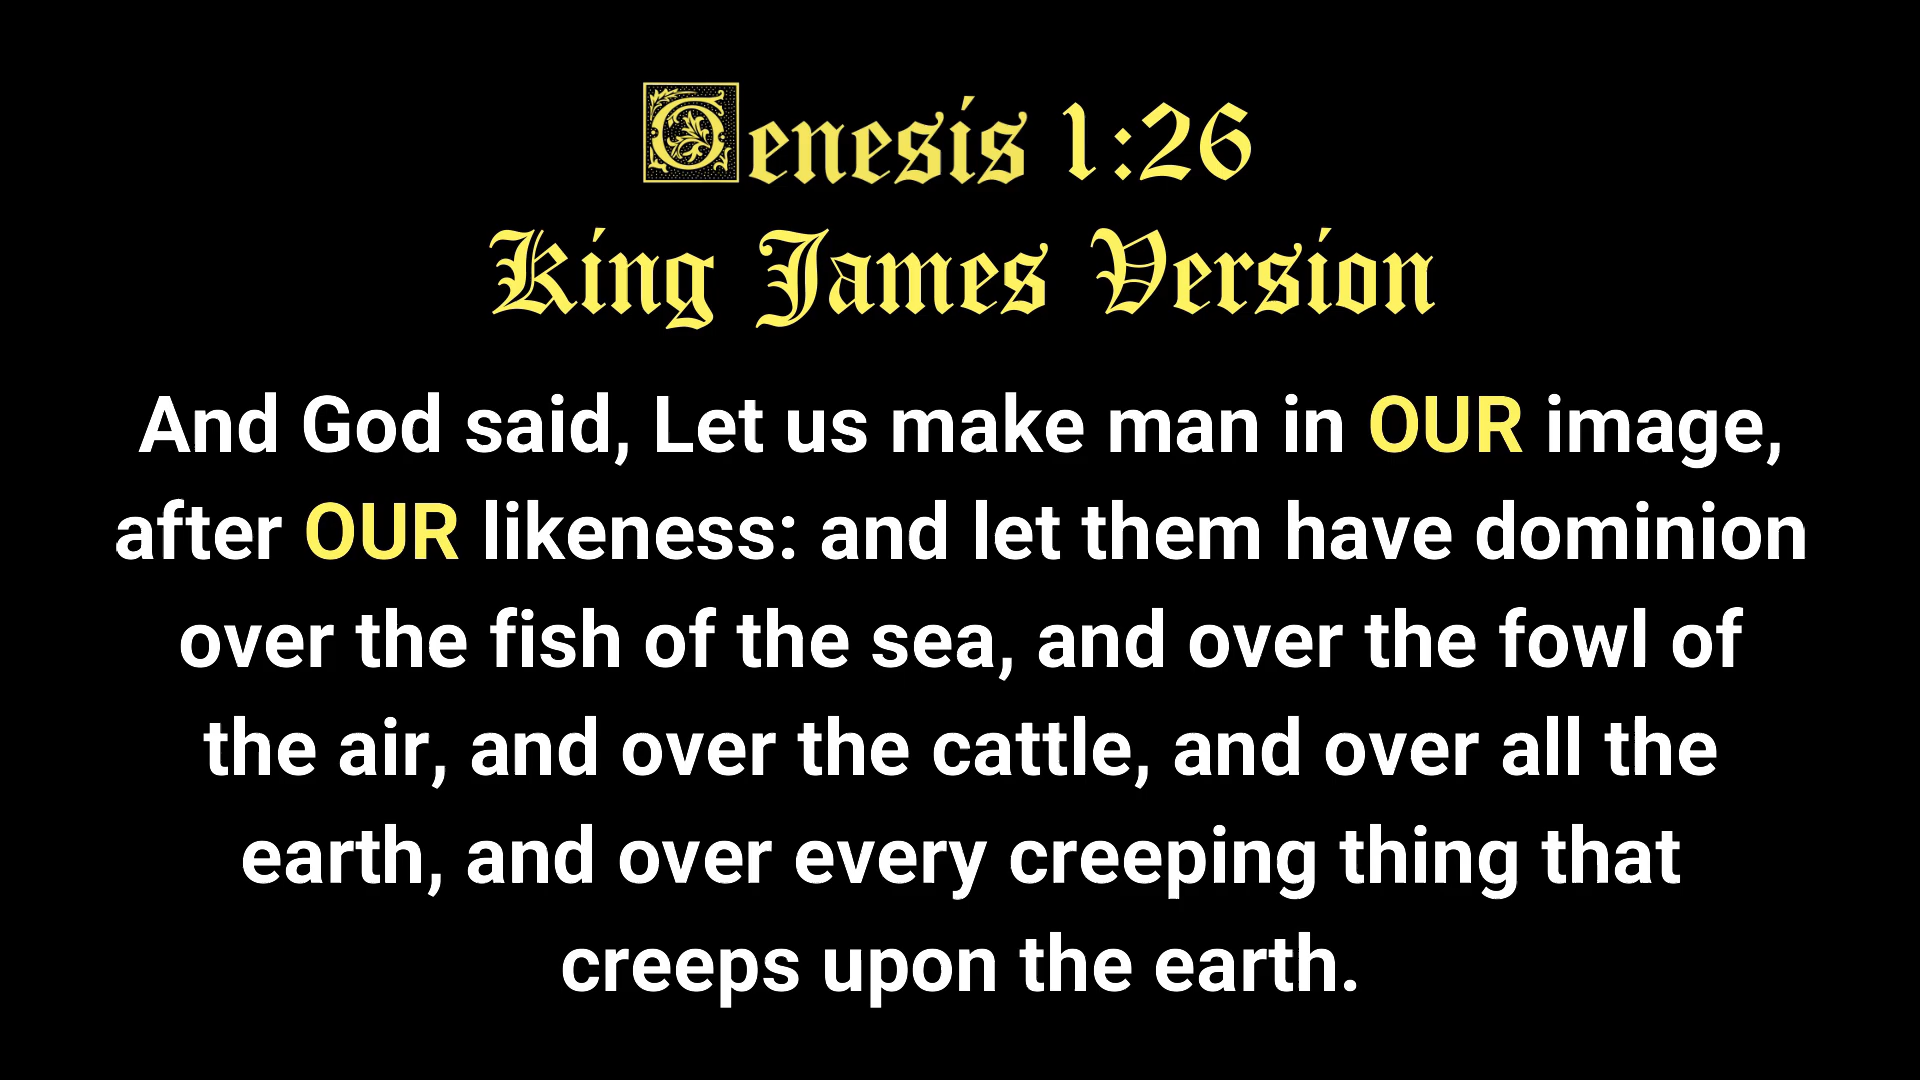 Genesis 1:26
King James Version
And God said, Let us make man in OUR image,
after OUR likeness: and let them have dominion
over the fish of the sea, and over the fowl of
the air, and over the cattle, and over all the
earth, and over every creeping thing that
creeps upon the earth.